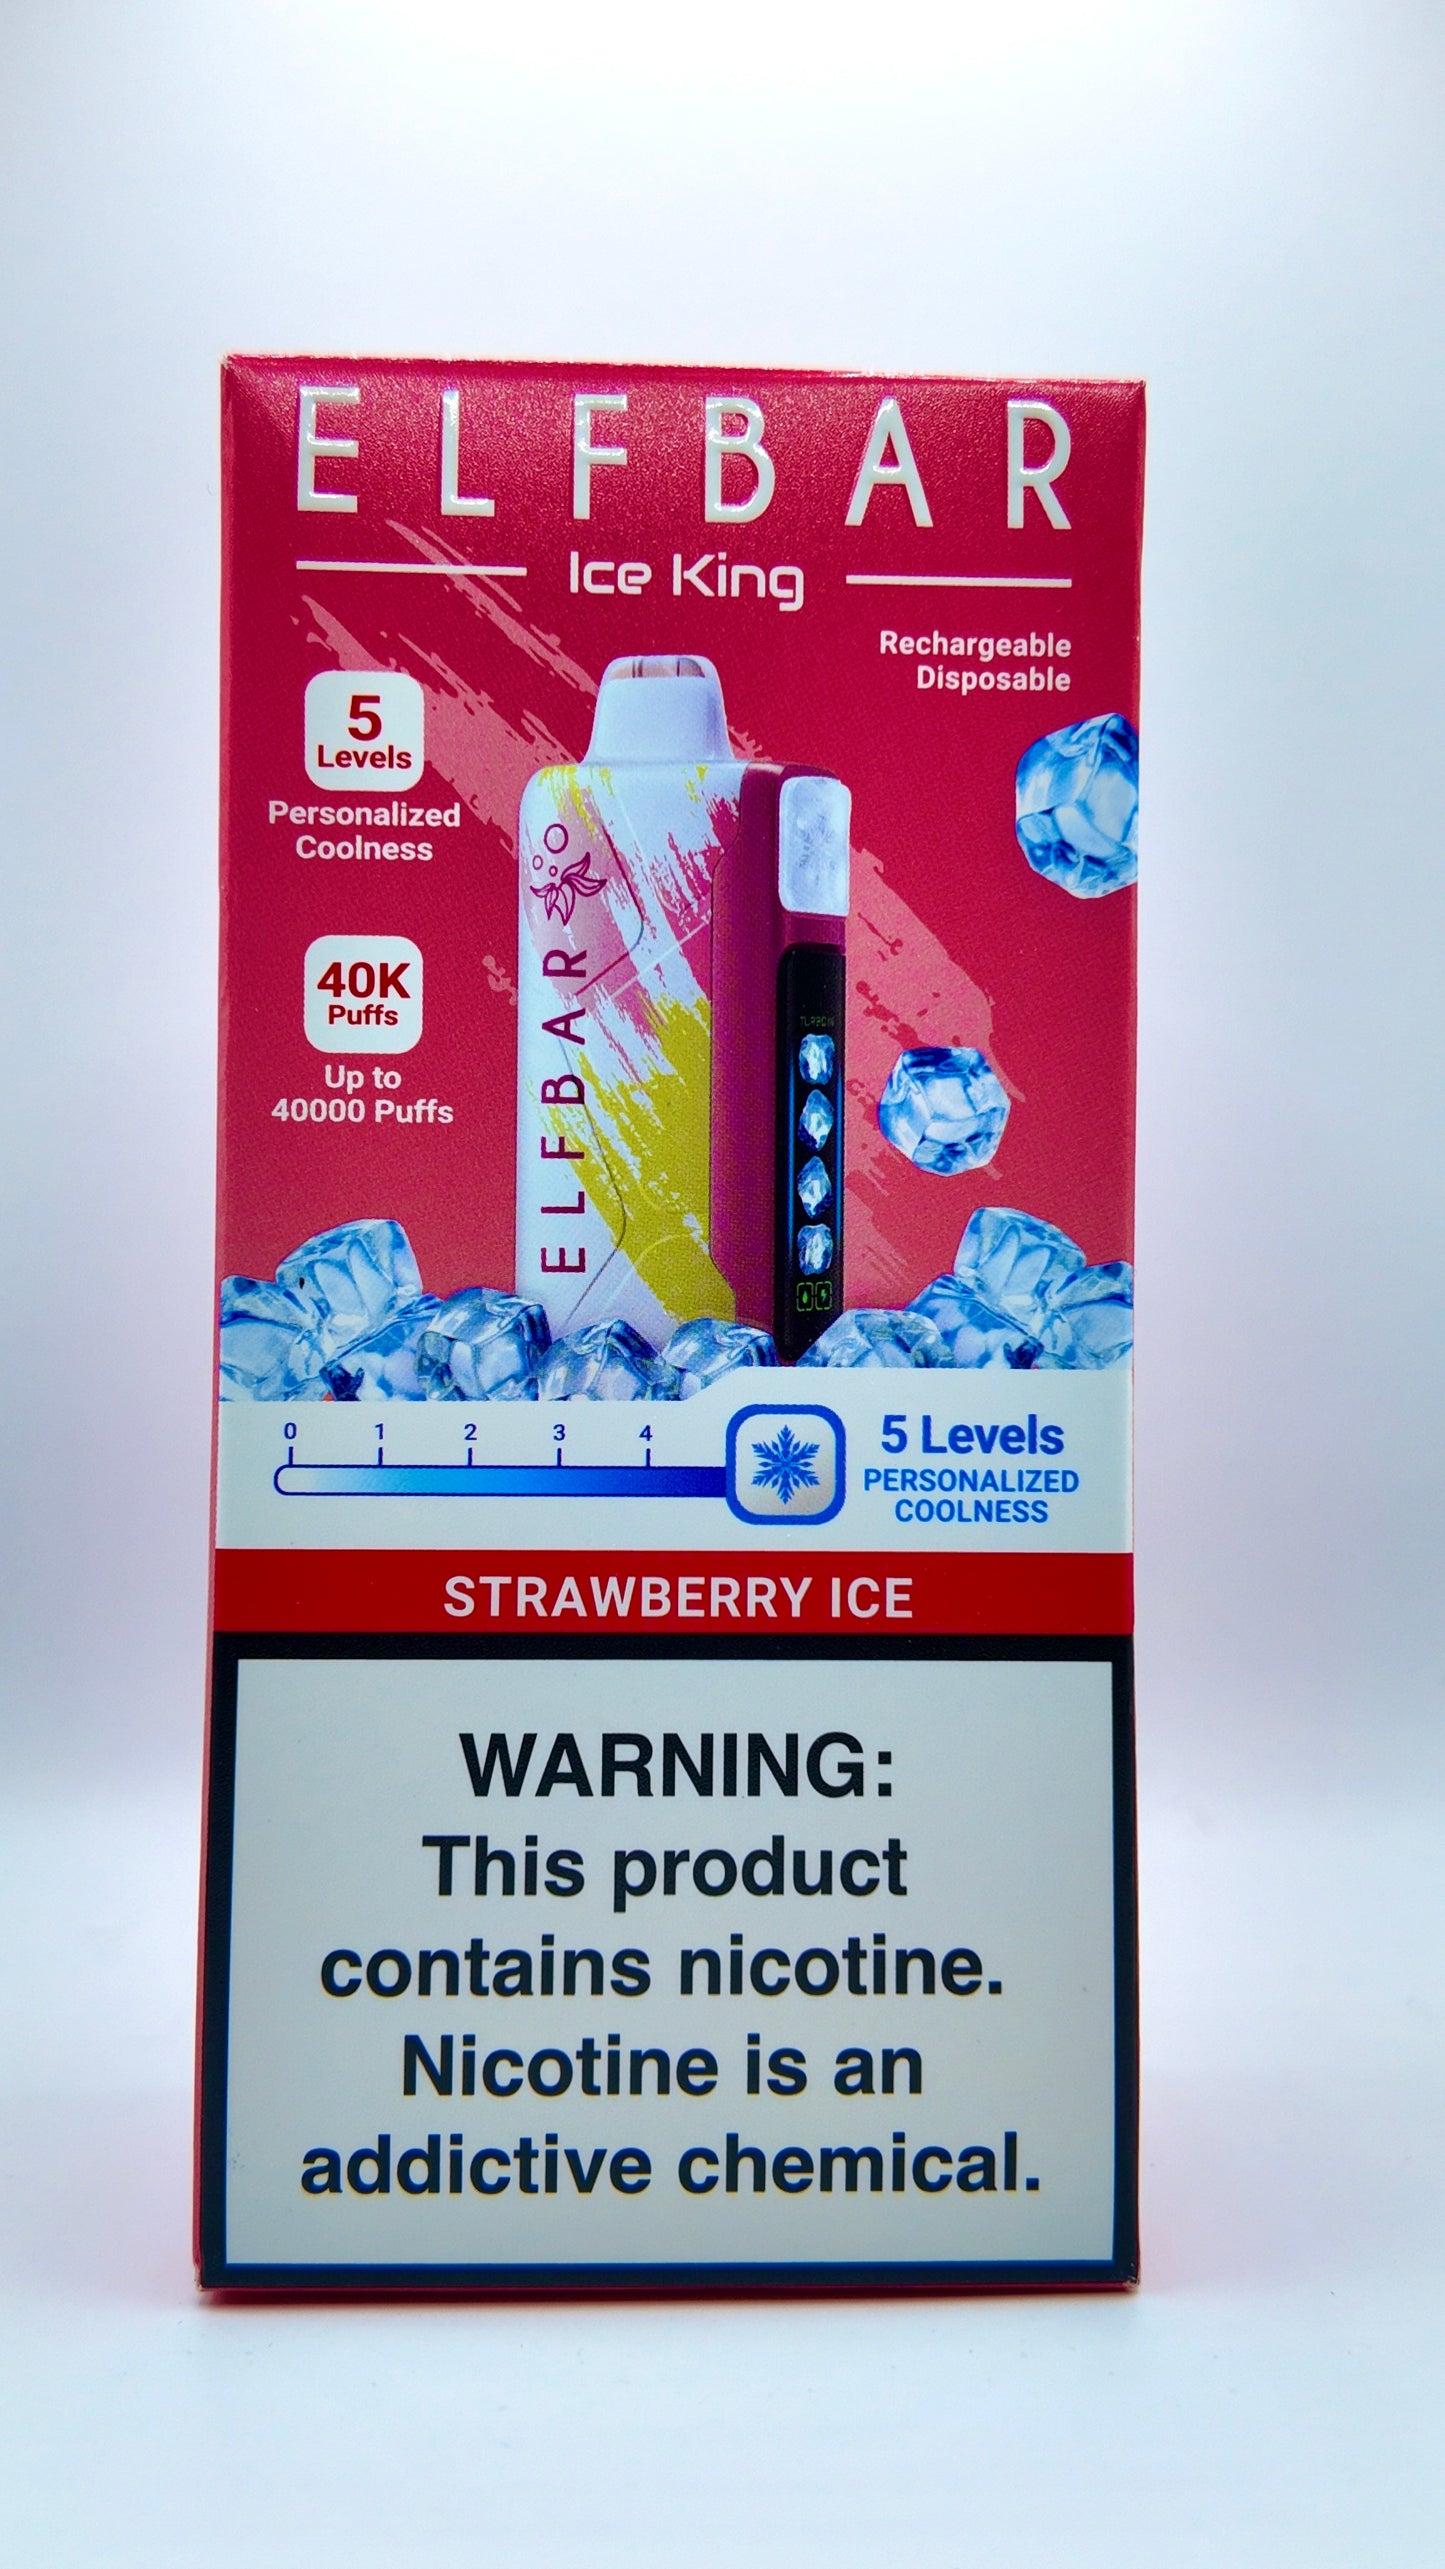 ELFBAR
Ice King
Rechargeable
Disposable
5
Levels
Personalized
Coolness
40K
Puffs
Up to
40000 Puffs
ELFBAR
0 1 2 3 4
5 Levels
PERSONALIZED
COOLNESS
STRAWBERRY ICE
WARNING:
This product
contains nicotine.
Nicotine is an
addictive chemical.